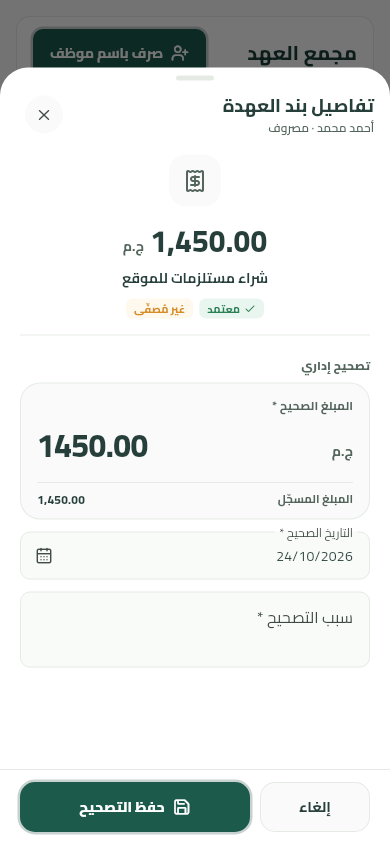 مجمع العهد
صرف باسم موظف
تفاصيل بند العهدة
أحمد محمد · مصروف
1,450.00 ج.م
شراء مستلزمات للموقع
معتمد
غير مُصفّى
تصحيح إداري
المبلغ الصحيح *
ج.م 1450.00
المبلغ المسجّل 1,450.00
التاريخ الصحيح *
24/10/2026
سبب التصحيح *
إلغاء
حفظ التصحيح